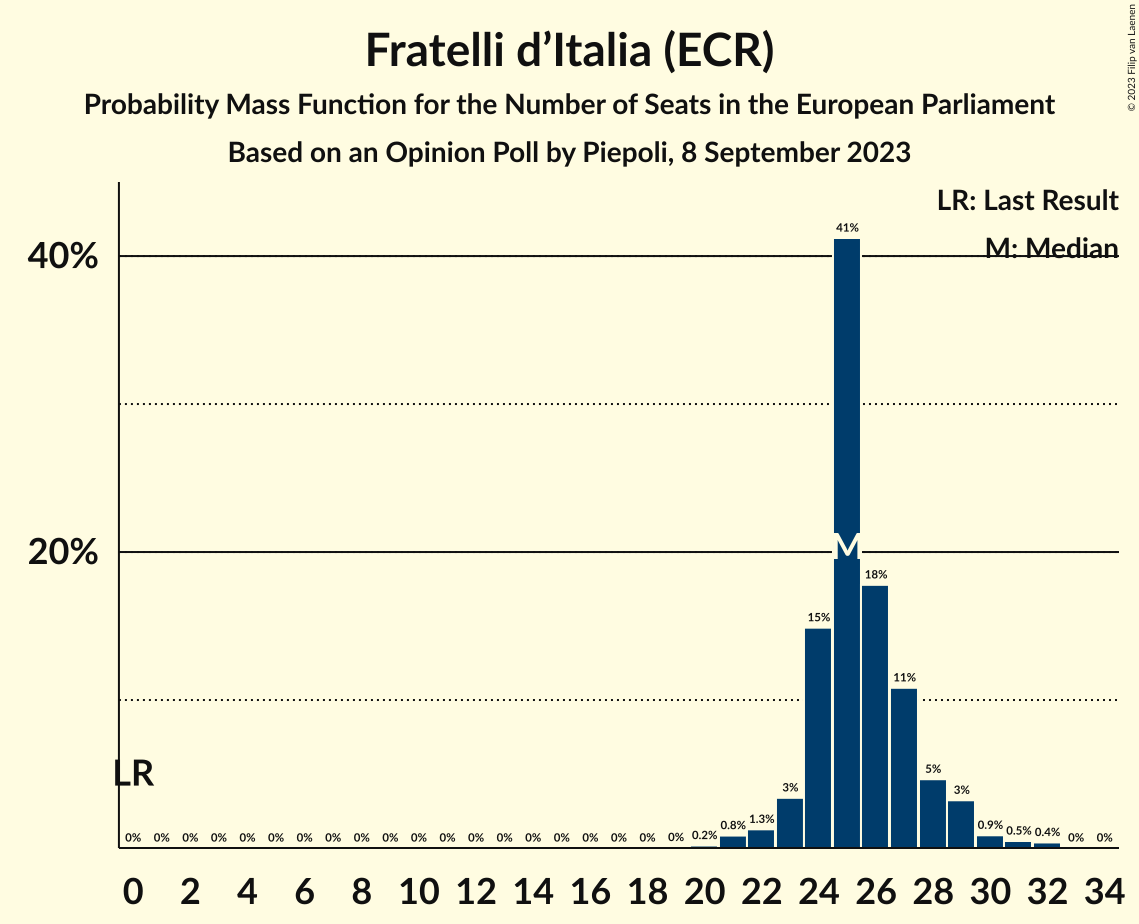 © 2023 Filip van Laenen
Fratelli d’Italia (ECR)
Probability Mass Function for the Number of Seats in the European Parliament
Based on an Opinion Poll by Piepoli, 8 September 2023
LR: Last Result
M: Median
40%
20%
41%
M
18%
15%
11%
LR
5%
3% 3%
0% 0% 0% 0% 0% 0% 0% 0% 0% 0% 0% 0% 0% 0% 0% 0% 0% 0% 0% 0% 0.2% 0.8% 1.3% 0.9% 0.5% 0.4% 0% 0%
0 2 4 6 8 10 12 14 16 18 20 22 24 26 28 30 32 34